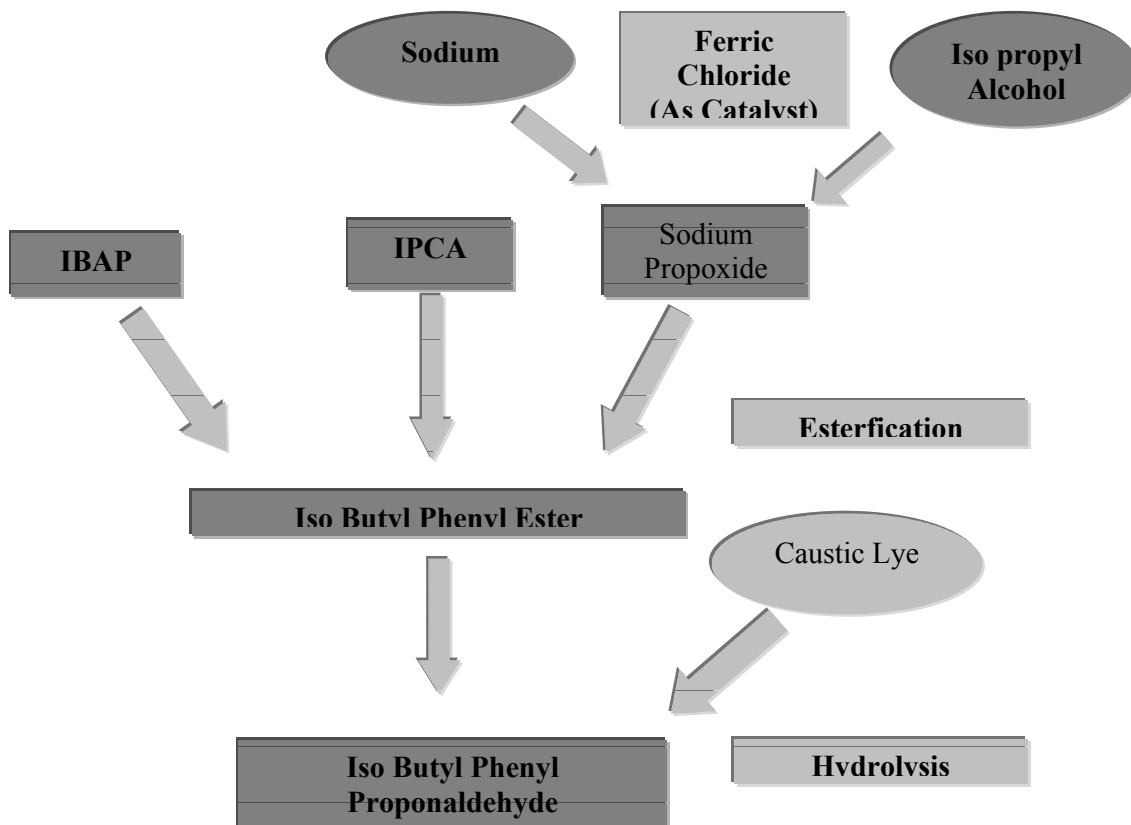 Sodium
Ferric
Chloride
(As Catalyst)
Iso propyl
Alcohol
IBAP
IPCA
Sodium
Propoxide
Esterfication
Iso Butyl Phenyl Ester
Caustic Lye
Iso Butyl Phenyl
Proponaldehyde
Hydrolysis